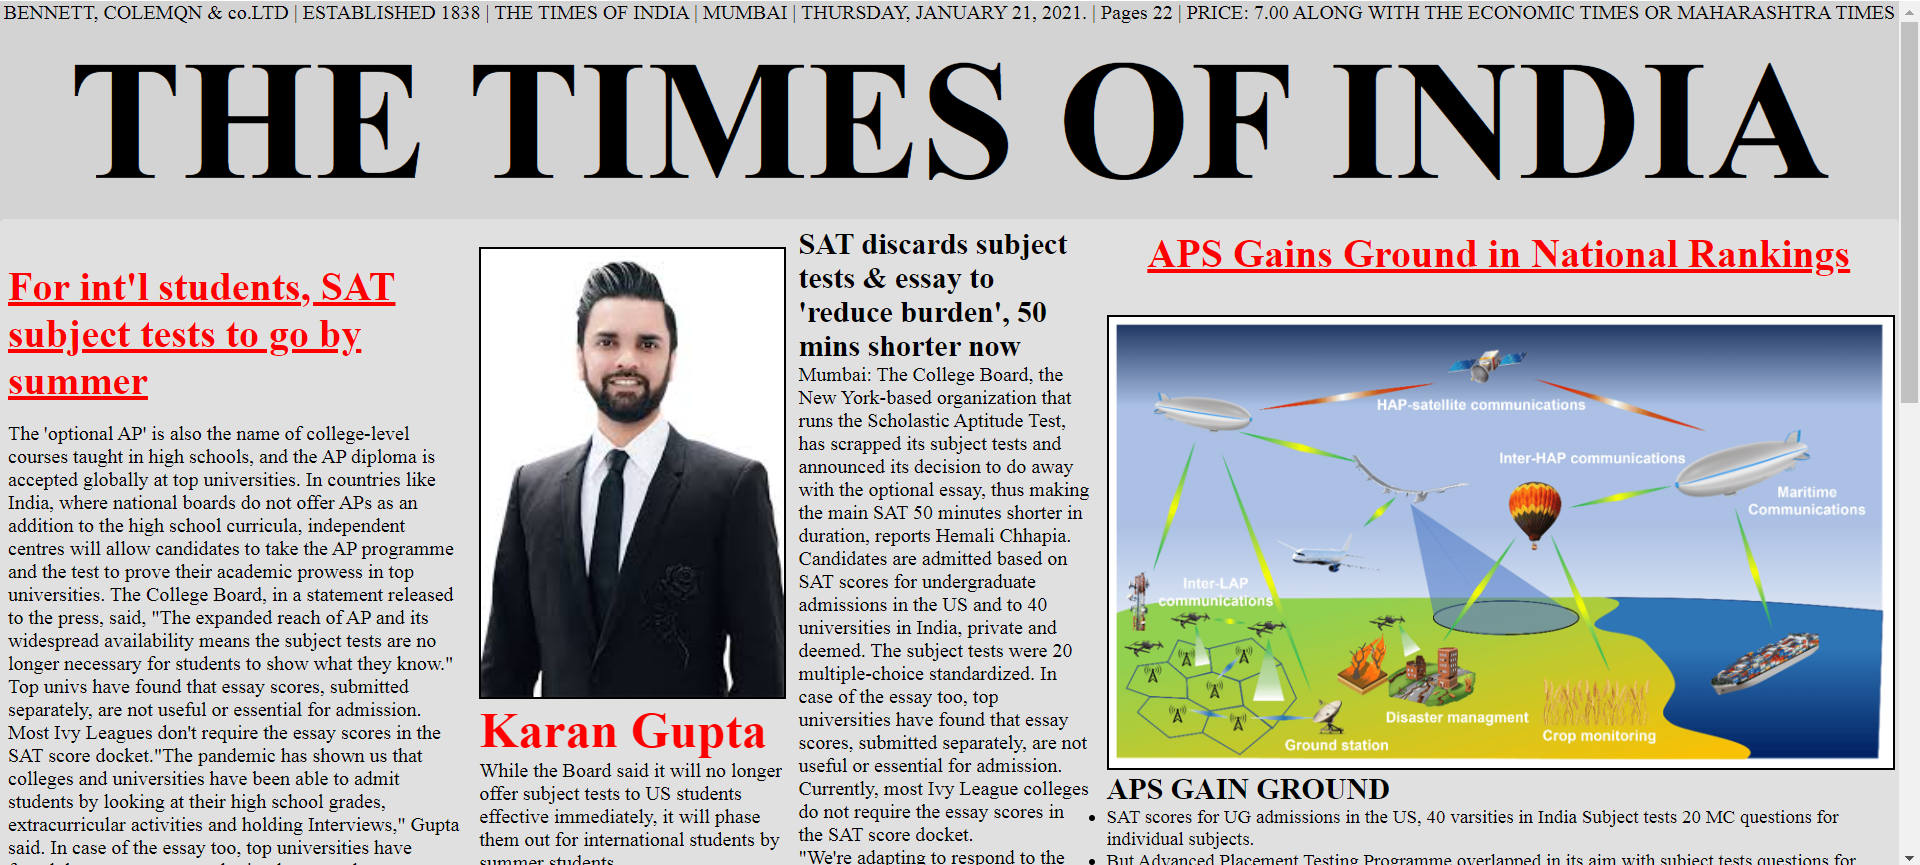 BENNETT, COLEMQN & co.LTD | ESTABLISHED 1838 | THE TIMES OF INDIA | MUMBAI | THURSDAY, JANUARY 21, 2021. | Pages 22 | PRICE: 7.00 ALONG WITH THE ECONOMIC TIMES OR MAHARASHTRA TIMES
THE TIMES OF INDIA
For int'l students, SAT
subject tests to go by
summer
The 'optional AP' is also the name of college-level
courses taught in high schools, and the AP diploma is
accepted globally at top universities. In countries like
India, where national boards do not offer APs as an
addition to the high school curricula, independent
centres will allow candidates to take the AP programme
and the test to prove their academic prowess in top
universities. The College Board, in a statement released
to the press, said, "The expanded reach of AP and its
widespread availability means the subject tests are no
longer necessary for students to show what they know."
Top univs have found that essay scores, submitted
separately, are not useful or essential for admission.
Most Ivy Leagues don't require the essay scores in the
SAT score docket."The pandemic has shown us that
colleges and universities have been able to admit
students by looking at their high school grades,
extracurricular activities and holding Interviews," Gupta
said. In case of the essay too, top universities have
Karan Gupta
While the Board said it will no longer
offer subject tests to US students
effective immediately, it will phase
them out for international students by
summer students
SAT discards subject
tests & essay to
'reduce burden', 50
mins shorter now
Mumbai: The College Board, the
New York-based organization that
runs the Scholastic Aptitude Test,
has scrapped its subject tests and
announced its decision to do away
with the optional essay, thus making
the main SAT 50 minutes shorter in
duration, reports Hemali Chhapia.
Candidates are admitted based on
SAT scores for undergraduate
admissions in the US and to 40
universities in India, private and
deemed. The subject tests were 20
multiple-choice standardized. In
case of the essay too, top
universities have found that essay
scores, submitted separately, are not
useful or essential for admission.
Currently, most Ivy League colleges
do not require the essay scores in
the SAT score docket.
"We're adapting to respond to the
APS Gains Ground in National Rankings
HAP-satellite communications
Inter-HAP communications
Maritime
Communications
Inter-LAP
communications
Disaster managment
Crop monitoring
Ground station
APS GAIN GROUND
• SAT scores for UG admissions in the US, 40 varsities in India Subject tests 20 MC questions for
individual subjects.
• But Advanced Placement Testing Programme overlapped in its aim with subject tests questions for